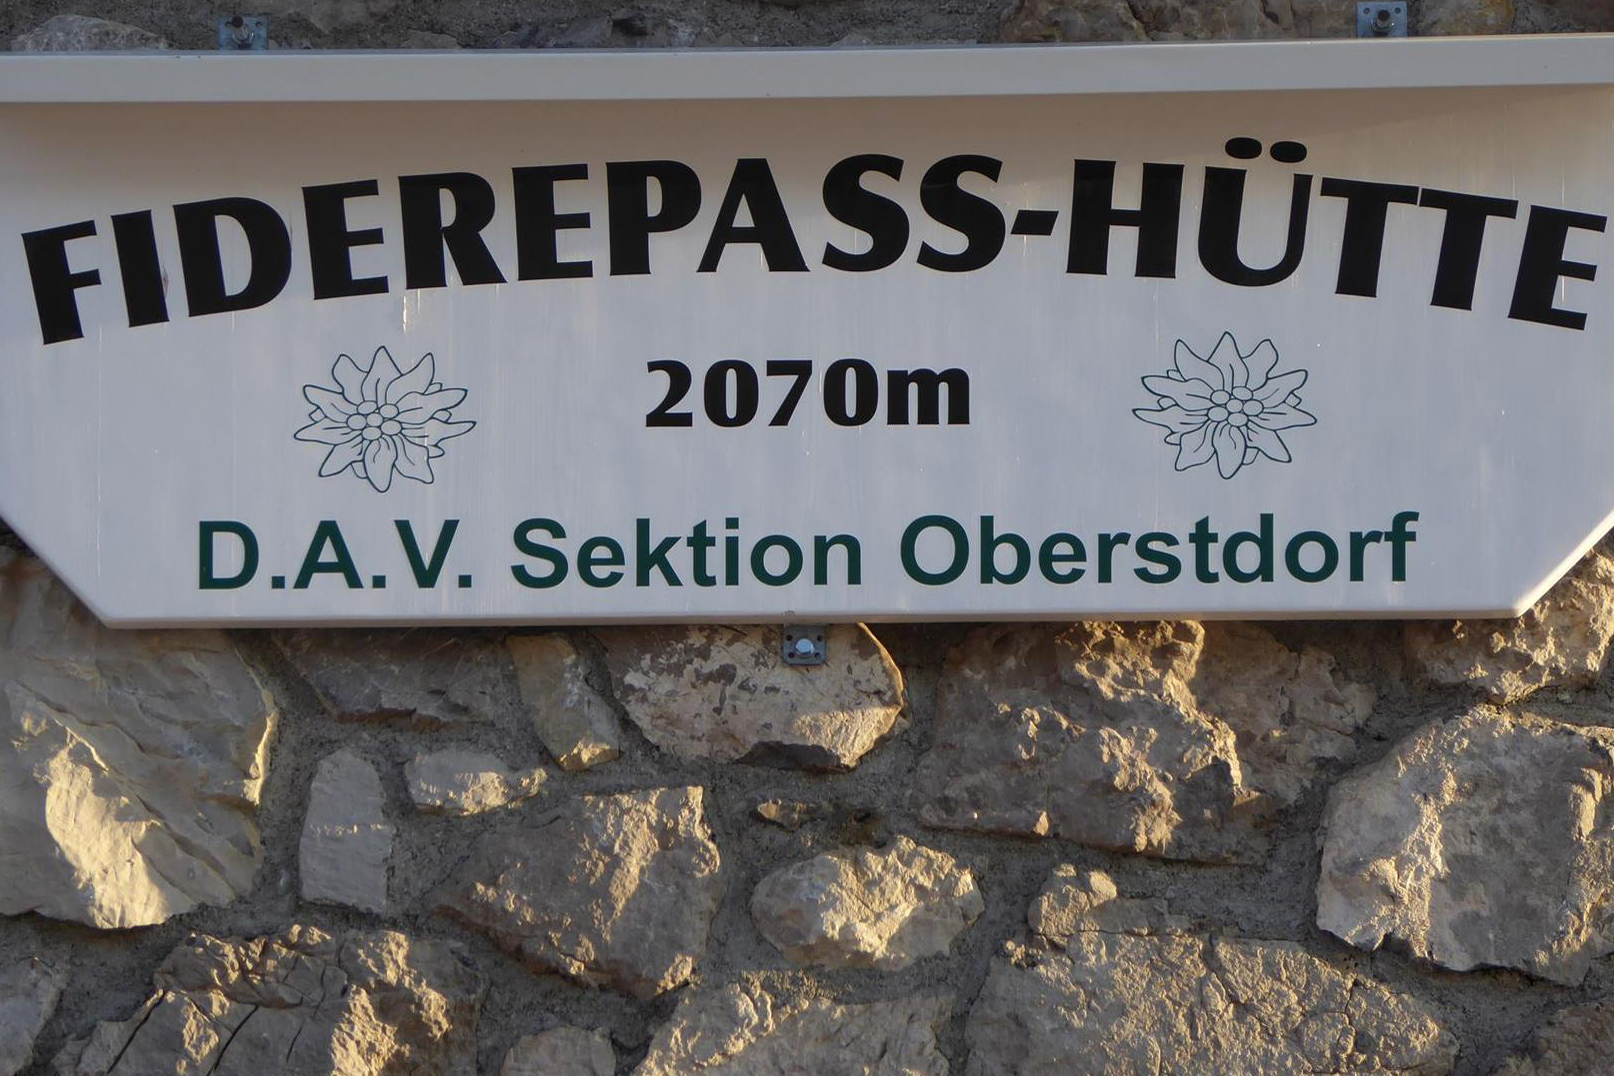 FIDEREPASS-HÜTTE
2070m
D.A.V. Sektion Oberstdorf